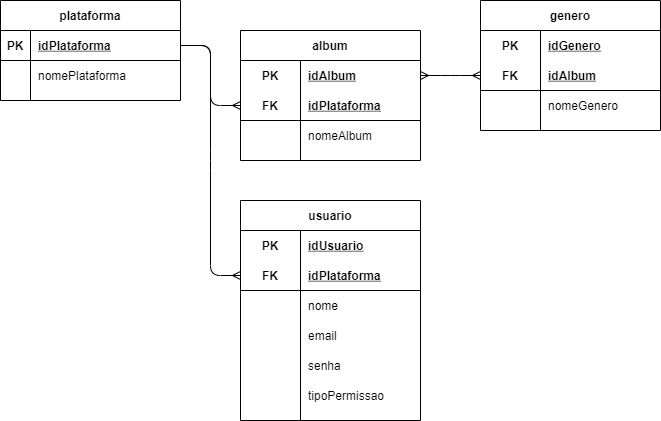 plataforma
PK idPlataforma
nomePlataforma
album
PK idAlbum
FK idPlataforma
nomeAlbum
genero
PK idGenero
FK idAlbum
nomeGenero
usuario
PK idUsuario
FK idPlataforma
nome
email
senha
tipoPermissao